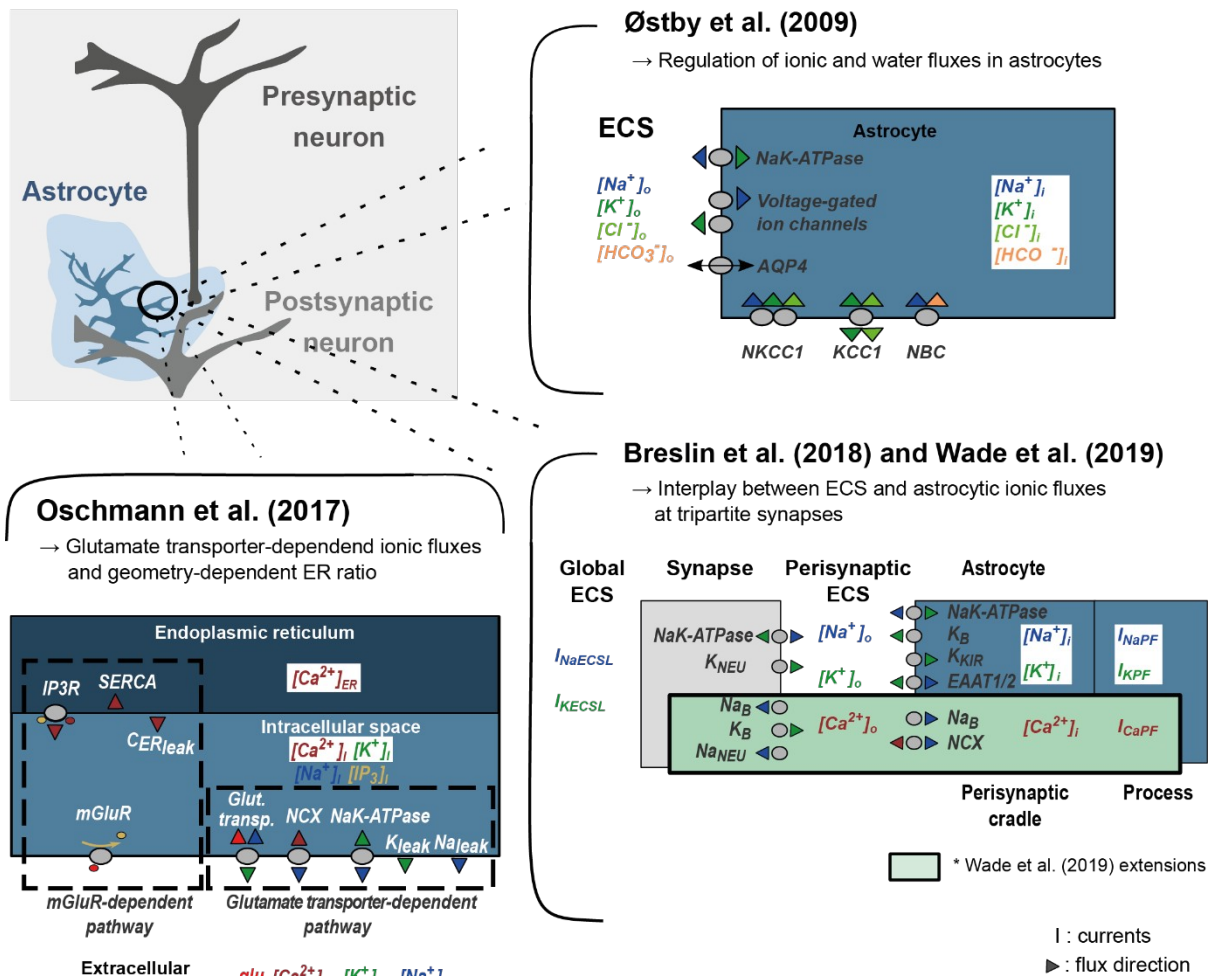 Presynaptic
neuron
Astrocyte
Postsynaptic
neuron
Østby et al. (2009)
→ Regulation of ionic and water fluxes in astrocytes
ECS
Astrocyte
NaK-ATPase
[Na⁺]ₒ
[K⁺]ₒ
[Cl⁻]ₒ
[HCO₃⁻]ₒ
Voltage-gated
ion channels
[Na⁺]ᵢ
[K⁺]ᵢ
[Cl⁻]ᵢ
[HCO⁻]ᵢ
AQP4
NKCC1 KCC1 NBC
Oschmann et al. (2017)
→ Glutamate transporter-dependend ionic fluxes
and geometry-dependent ER ratio
Endoplasmic reticulum
IP3R SERCA
[Ca²⁺]ER
CERleak
Intracellular space
[Ca²⁺]ᵢ [K⁺]ᵢ
[Na⁺]ᵢ [IP₃]ᵢ
mGluR
Glut.
transp.
NCX NaK-ATPase
Kleak Naleak
mGluR-dependent
pathway
Glutamate transporter-dependent
pathway
Extracellular
glu [Ca²⁺] [K⁺] [Na⁺]
Breslin et al. (2018) and Wade et al. (2019)
→ Interplay between ECS and astrocytic ionic fluxes
at tripartite synapses
Global
ECS
Synapse
Perisynaptic
ECS
Astrocyte
INaECSL
IKECSL
NaK-ATPase
KNEU
NaB
KB
NaNEU
[Na⁺]ₒ
[K⁺]ₒ
[Ca²⁺]ₒ
NaK-ATPase
KB
KKIR
EAAT1/2
NaB
NCX
[Na⁺]ᵢ
[K⁺]ᵢ
[Ca²⁺]ᵢ
INaPF
IKPF
ICaPF
Perisynaptic
cradle
Process
* Wade et al. (2019) extensions
I : currents
▶ : flux direction